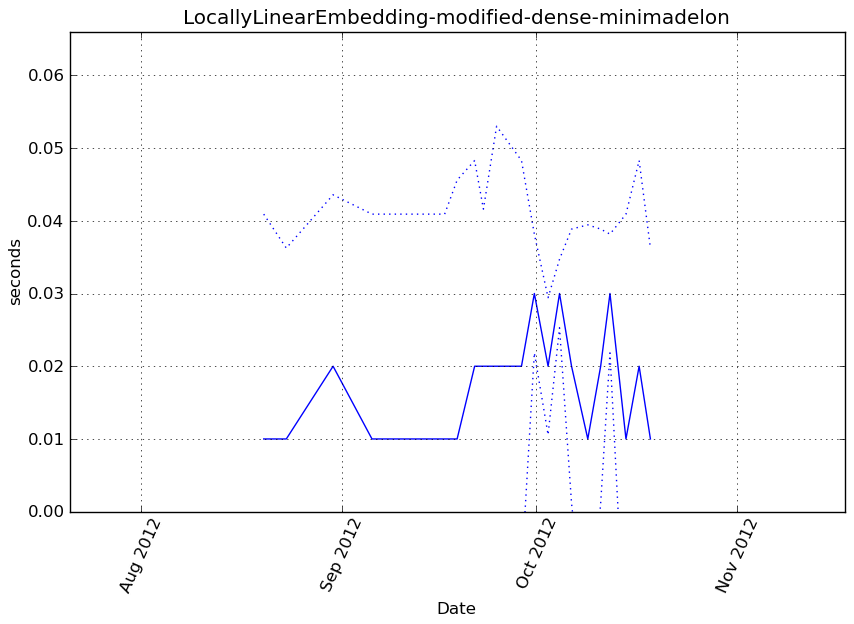 LocallyLinearEmbedding-modified-dense-minimadelon
0.06
0.05
0.04
0.03
0.02
0.01
0.00
seconds
Aug 2012
Sep 2012
Oct 2012
Nov 2012
Date